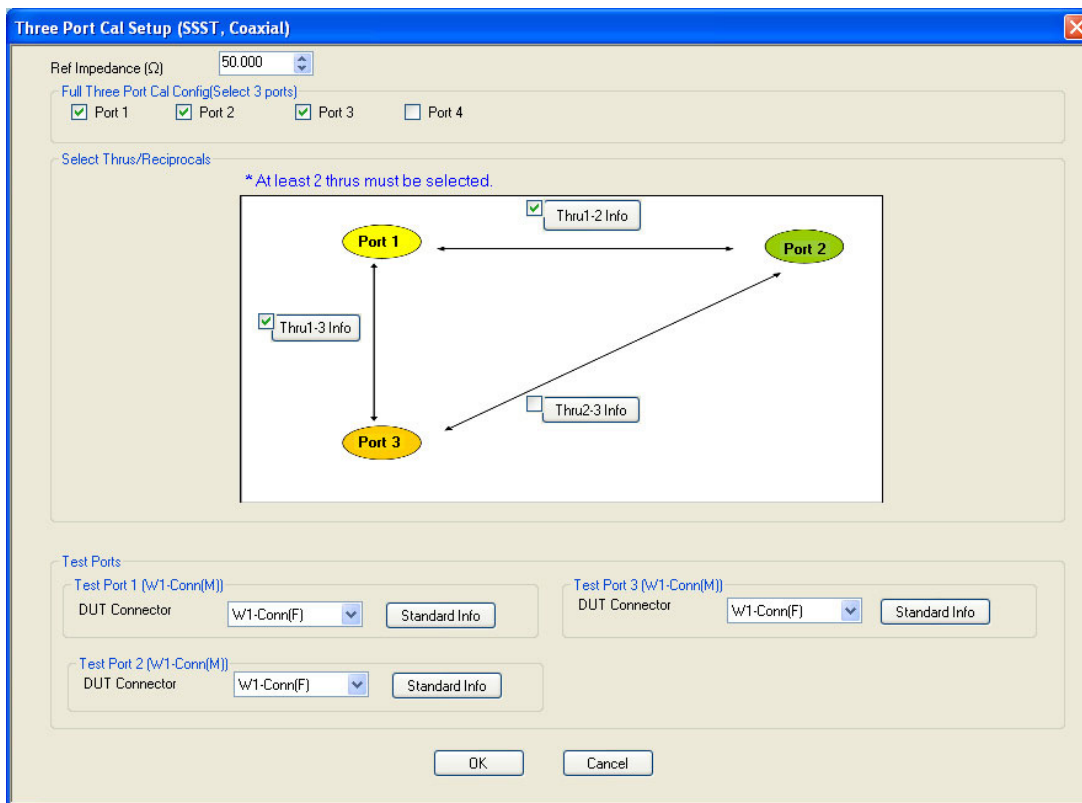 Three Port Cal Setup (SSST, Coaxial)
Ref Impedance (Ω) 50.000
Full Three Port Cal Config(Select 3 ports)
Port 1 Port 2 Port 3 Port 4
Select Thrus/Reciprocals
* At least 2 thrus must be selected.
Thru1-2 Info
Port 1
Port 2
Thru1-3 Info
Thru2-3 Info
Port 3
Test Ports
Test Port 1 (W1-Conn(M))
DUT Connector W1-Conn(F) Standard Info
Test Port 3 (W1-Conn(M))
DUT Connector W1-Conn(F) Standard Info
Test Port 2 (W1-Conn(M))
DUT Connector W1-Conn(F) Standard Info
OK Cancel